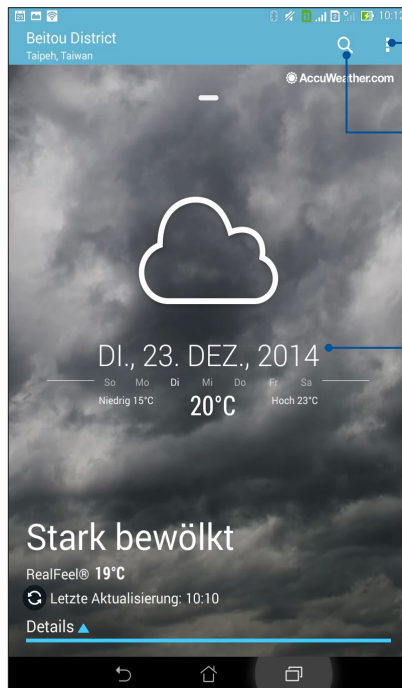 10:12
Beitou District
Taipeh, Taiwan
AccuWeather.com
DI., 23. DEZ., 2014
So Mo Di Mi Do Fr Sa
Niedrig 15°C 20°C Hoch 23°C
Stark bewölkt
RealFeel® 19°C
Letzte Aktualisierung: 10:10
Details